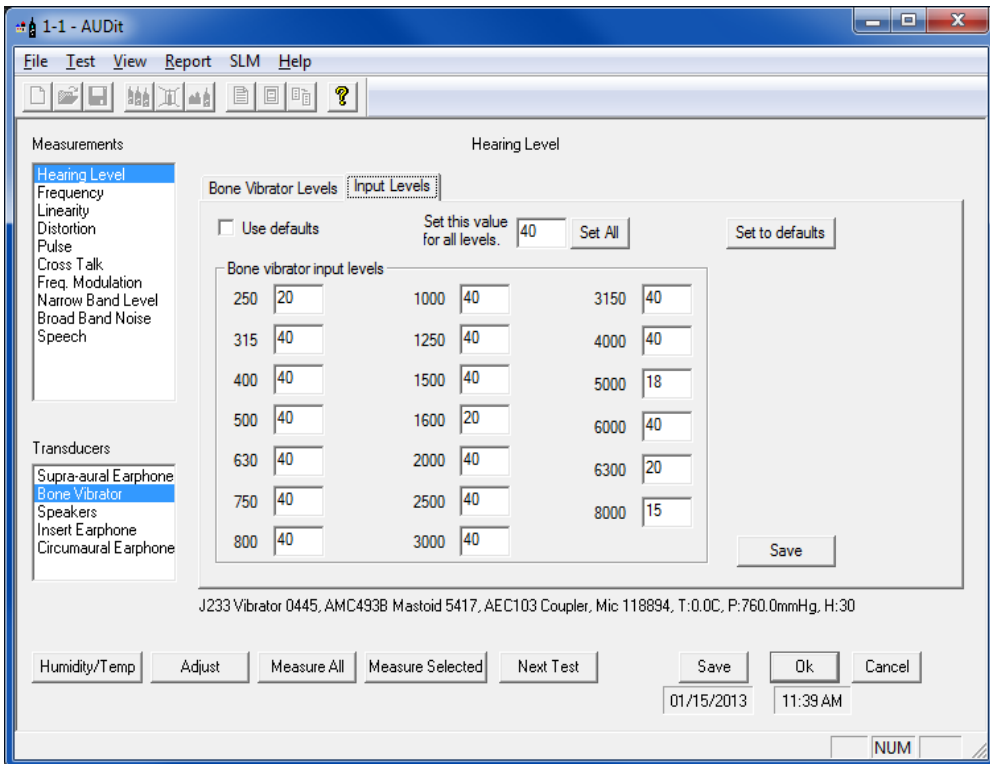 1-1 - AUDit
File Test View Report SLM Help
Measurements
Hearing Level
Hearing Level
Frequency
Linearity
Distortion
Pulse
Cross Talk
Freq. Modulation
Narrow Band Level
Broad Band Noise
Speech
Transducers
Supra-aural Earphone
Bone Vibrator
Speakers
Insert Earphone
Circumaural Earphone
Bone Vibrator Levels Input Levels
Use defaults
Set this value
for all levels.
40 Set All Set to defaults
Bone vibrator input levels
250 20 1000 40 3150 40
315 40 1250 40 4000 40
400 40 1500 40 5000 18
500 40 1600 20 6000 40
630 40 2000 40 6300 20
750 40 2500 40 8000 15
800 40 3000 40
Save
J233 Vibrator 0445, AMC493B Mastoid 5417, AEC103 Coupler, Mic 118894, T:0.0C, P:760.0mmHg, H:30
Humidity/Temp Adjust Measure All Measure Selected Next Test Save Ok Cancel
01/15/2013 11:39 AM
NUM